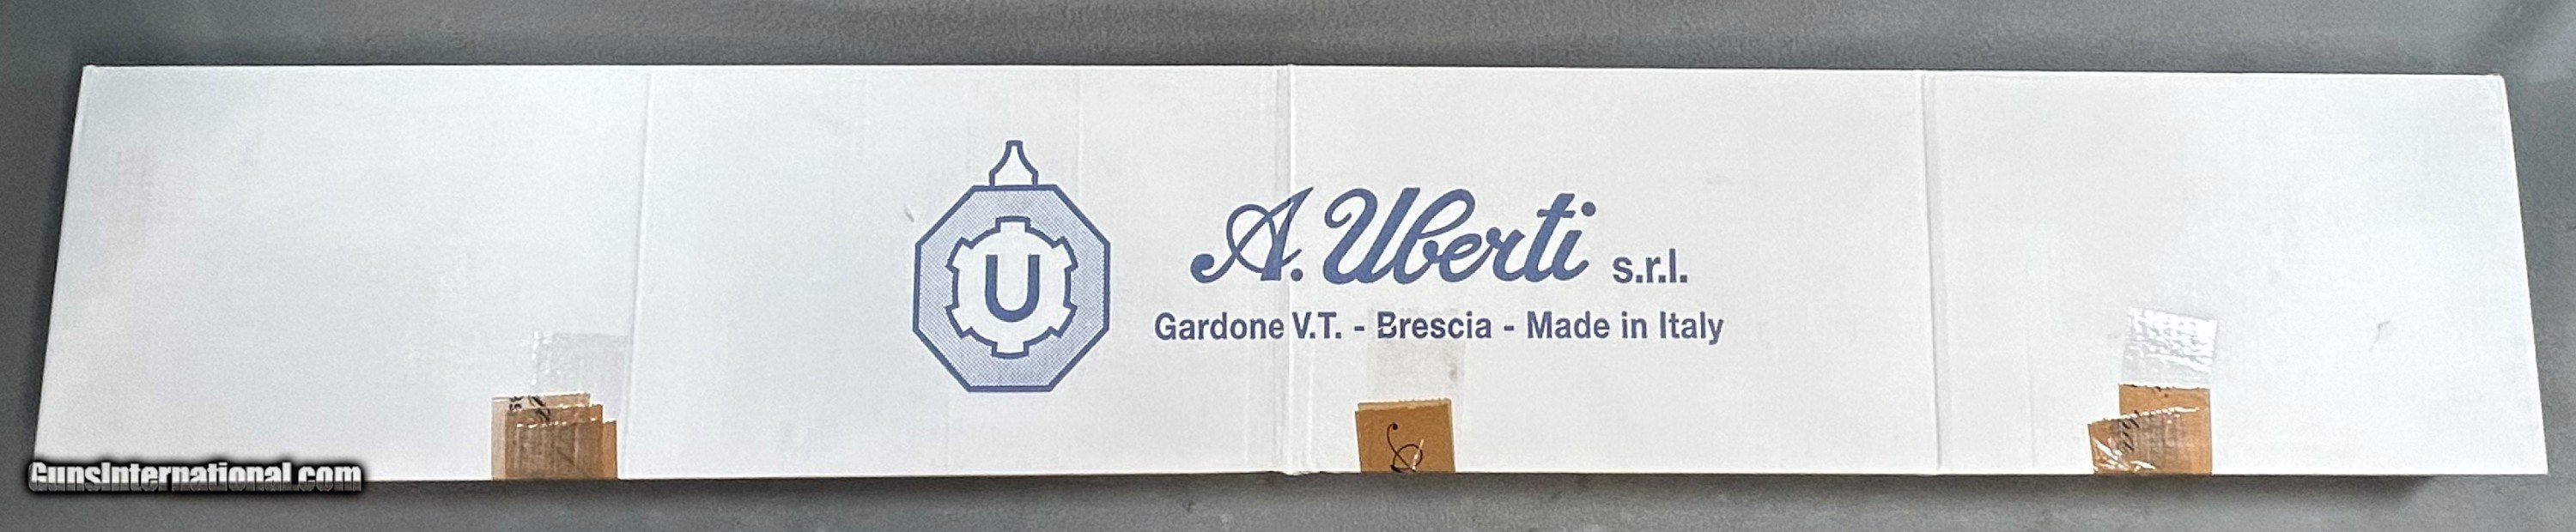 U
A. Uberti s.r.l.
Gardone V.T. - Brescia - Made in Italy
GunsInternational.com